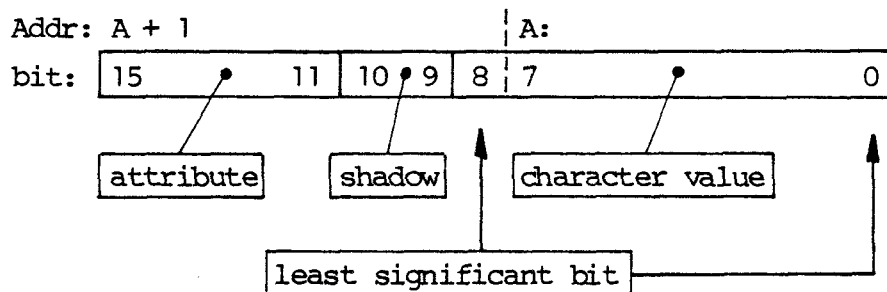 Addr: A + 1 A:
bit: 15 11 10 9 8 7 0
attribute shadow character value
least significant bit